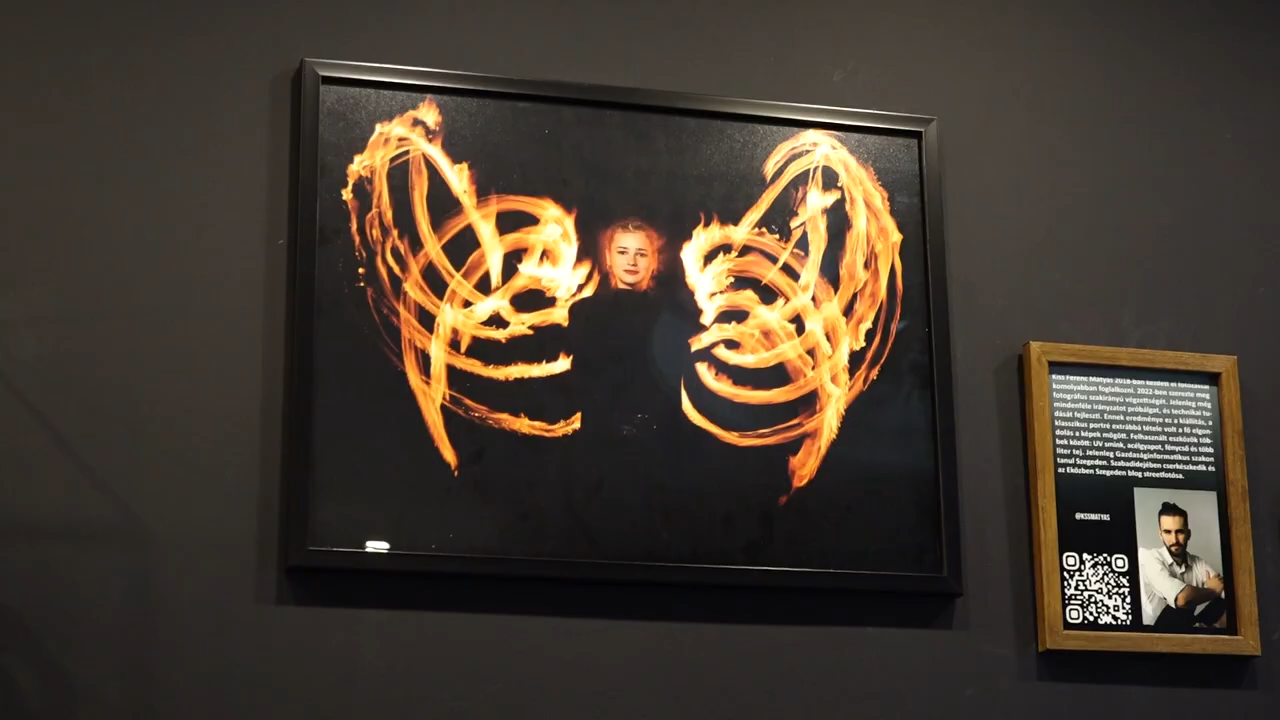 Kiss Ferenc Mátyás 2018-ban kezdett el fotózással
komolyabban foglalkozni. 2022-ben szerezte meg
fotográfus szakirányú végzettségét. Jelenleg még
mindenféle irányzatot próbálgat, és technikai tu-
dását fejleszti. Ennek eredménye ez a kiállítás, a
klasszikus portré extrábbá tétele volt a fő elgon-
dolás a képek mögött. Felhasznált eszközök töb-
bek között: UV smink, acélgyapot, fénycső és több
liter tej. Jelenleg Gazdaságinformatikus szakon
tanul Szegeden. Szabadidejében cserkészkedik és
az Eközben Szegeden blog streetfotósa.
@KSSMATYAS